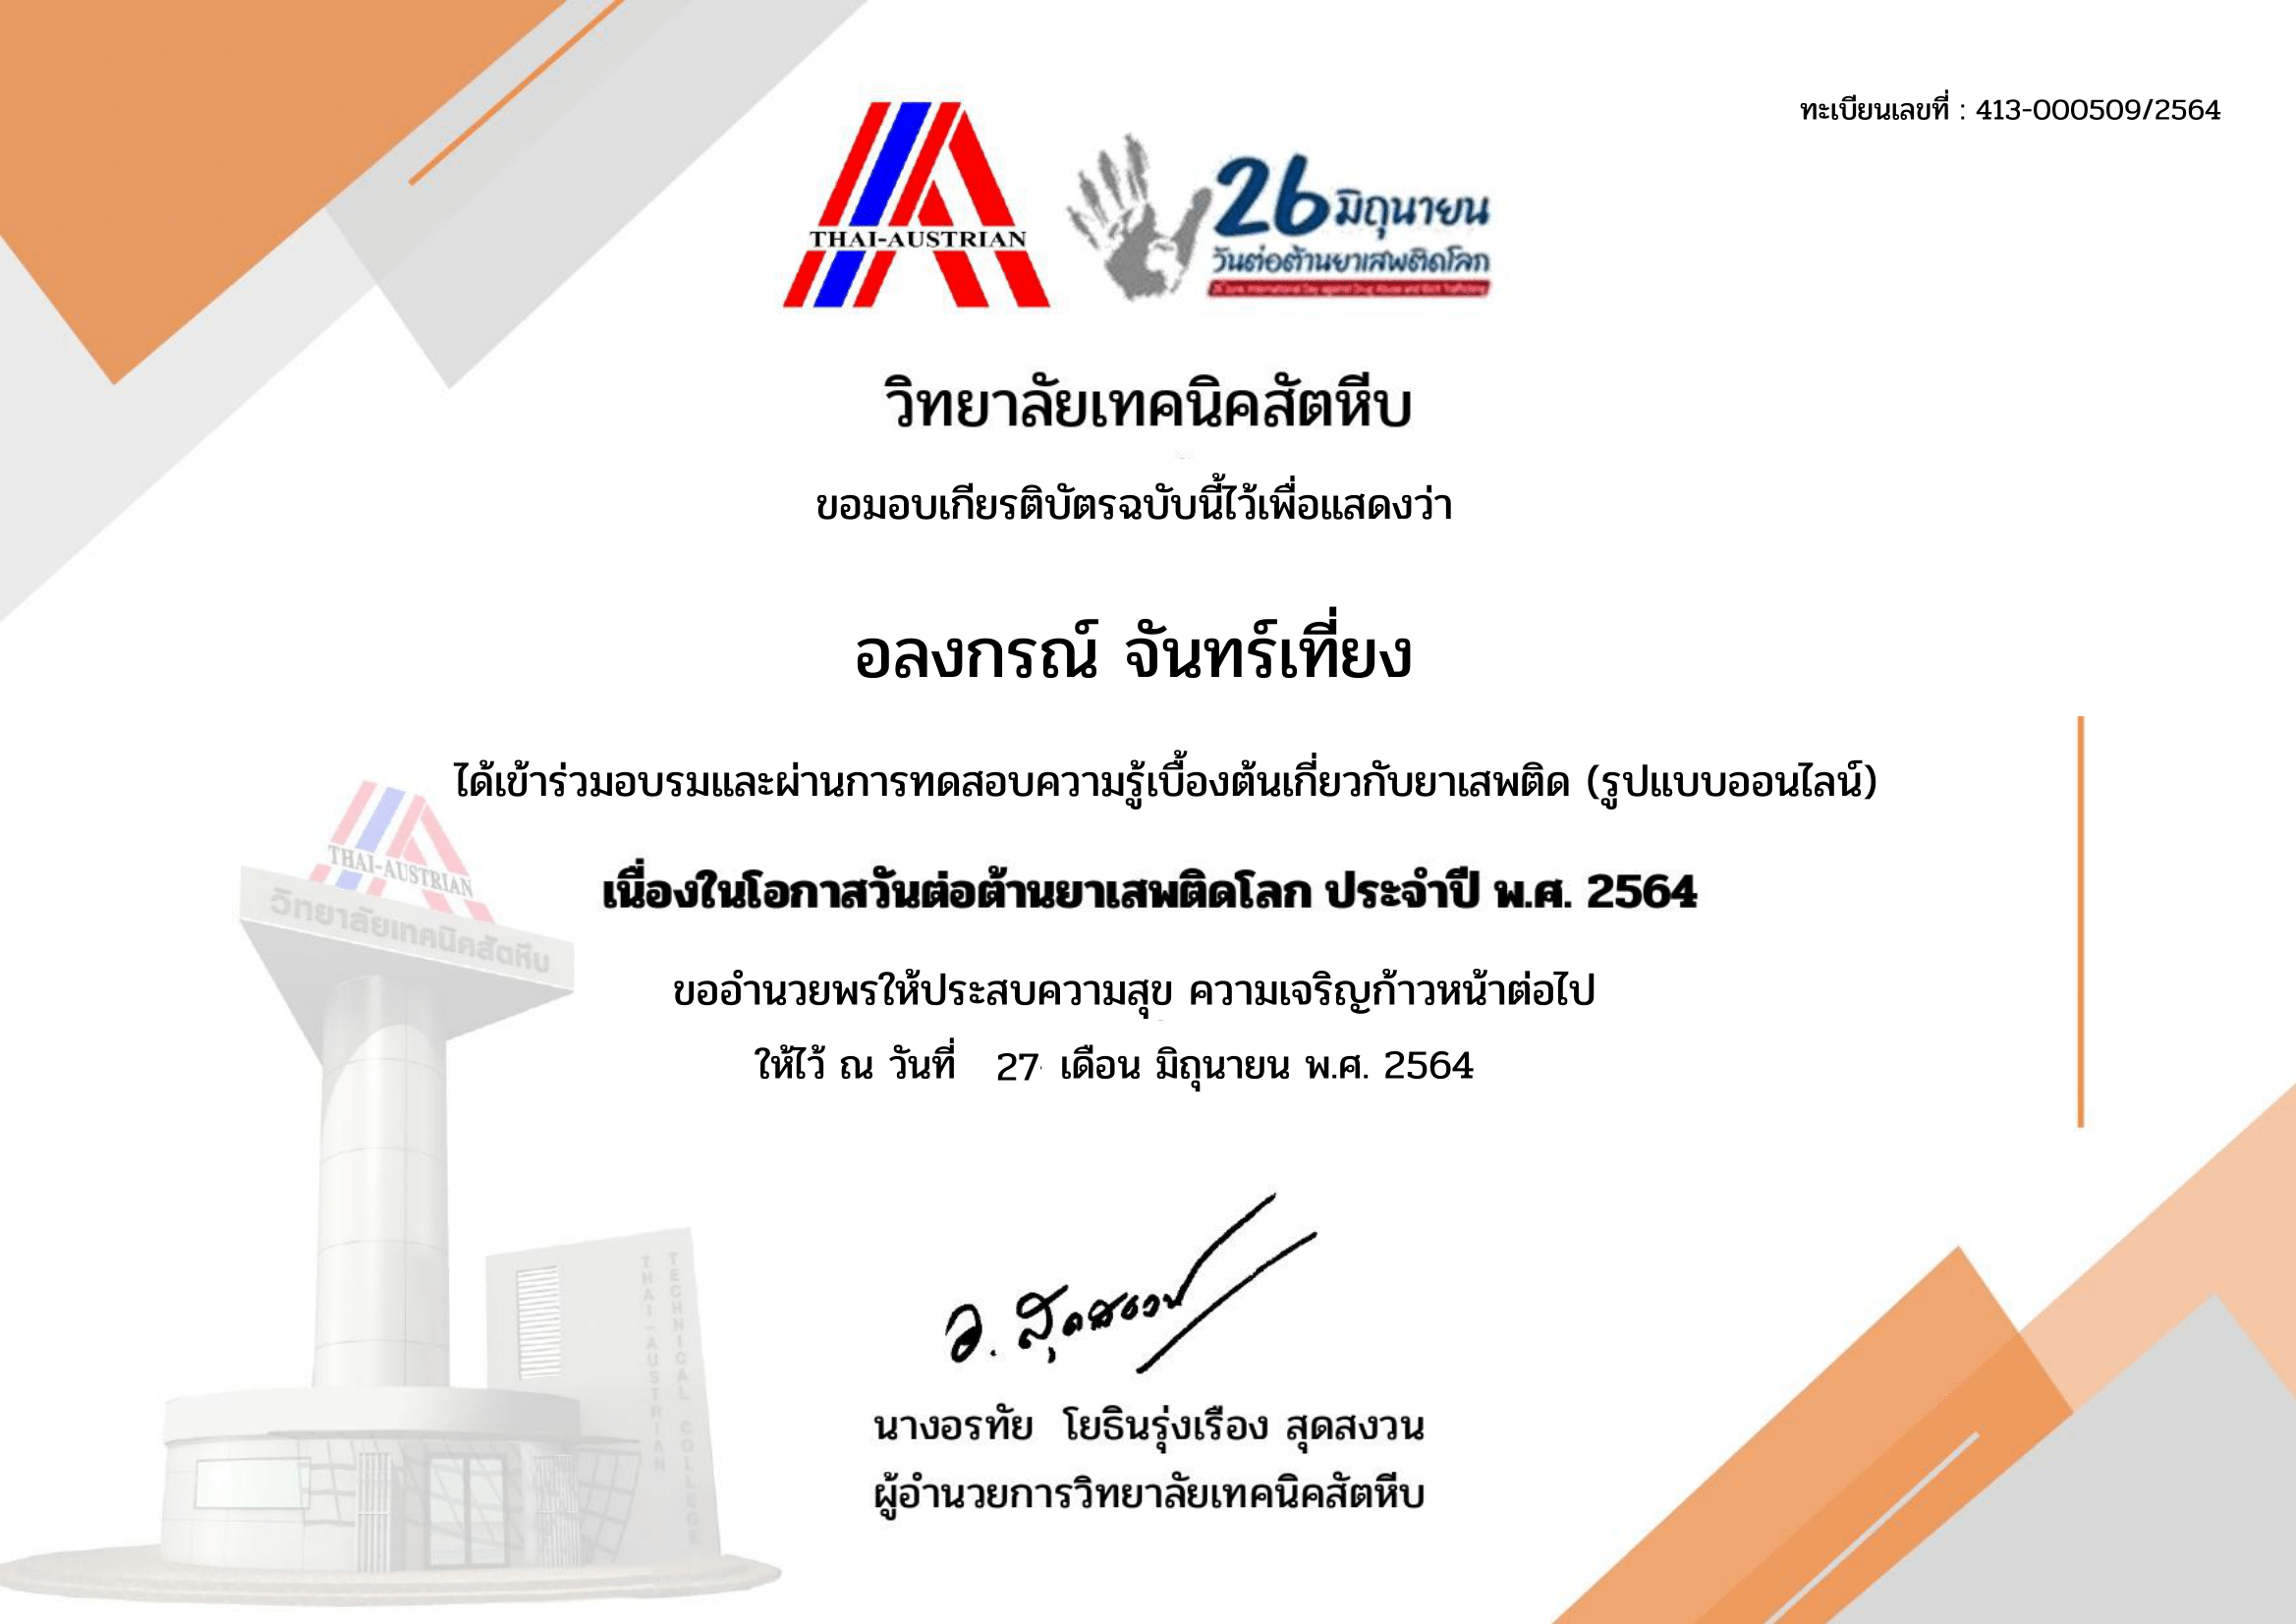 ทะเบียนเลขที่ : 413-000509/2564
THAI-AUSTRIAN
26 มิถุนายน
วันต่อต้านยาเสพติดโลก
26 June, International Day against Drug Abuse and Illicit Trafficking
วิทยาลัยเทคนิคสัตหีบ
ขอมอบเกียรติบัตรฉบับนี้ไว้เพื่อแสดงว่า
อลงกรณ์ จันทร์เที่ยง
ได้เข้าร่วมอบรมและผ่านการทดสอบความรู้เบื้องต้นเกี่ยวกับยาเสพติด (รูปแบบออนไลน์)
เนื่องในโอกาสวันต่อต้านยาเสพติดโลก ประจำปี พ.ศ. 2564
ขออำนวยพรให้ประสบความสุข ความเจริญก้าวหน้าต่อไป
ให้ไว้ ณ วันที่ 27 เดือน มิถุนายน พ.ศ. 2564
THAI-AUSTRIAN
วิทยาลัยเทคนิคสัตหีบ
THAI-AUSTRIAN
TECHNICAL COLLEGE
อ. สุดสงวน
นางอรทัย โยธินรุ่งเรือง สุดสงวน
ผู้อำนวยการวิทยาลัยเทคนิคสัตหีบ